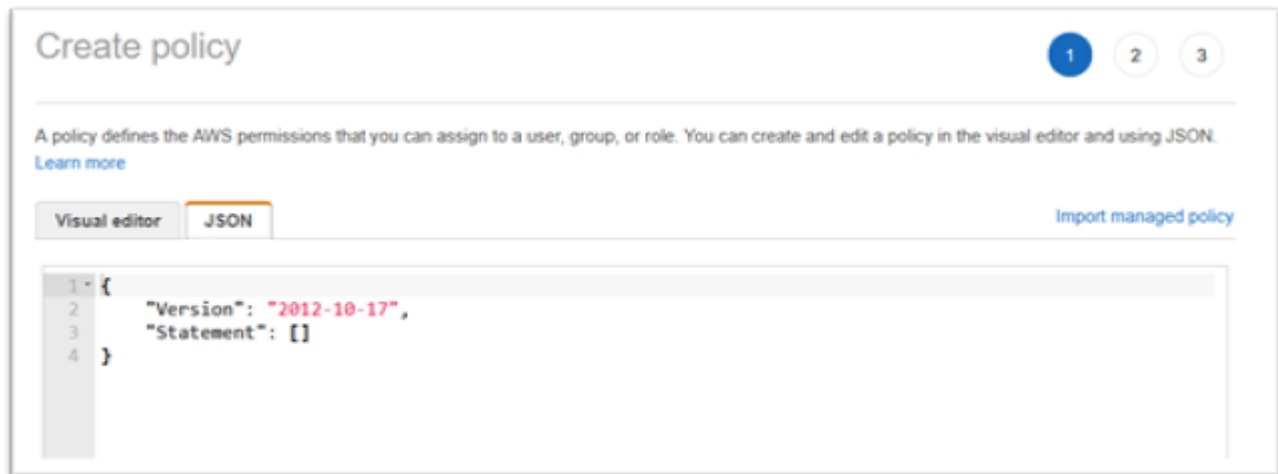 Create policy
1 2 3
A policy defines the AWS permissions that you can assign to a user, group, or role. You can create and edit a policy in the visual editor and using JSON.
Learn more
Visual editor JSON Import managed policy
1 {
2 "Version": "2012-10-17",
3 "Statement": []
4 }